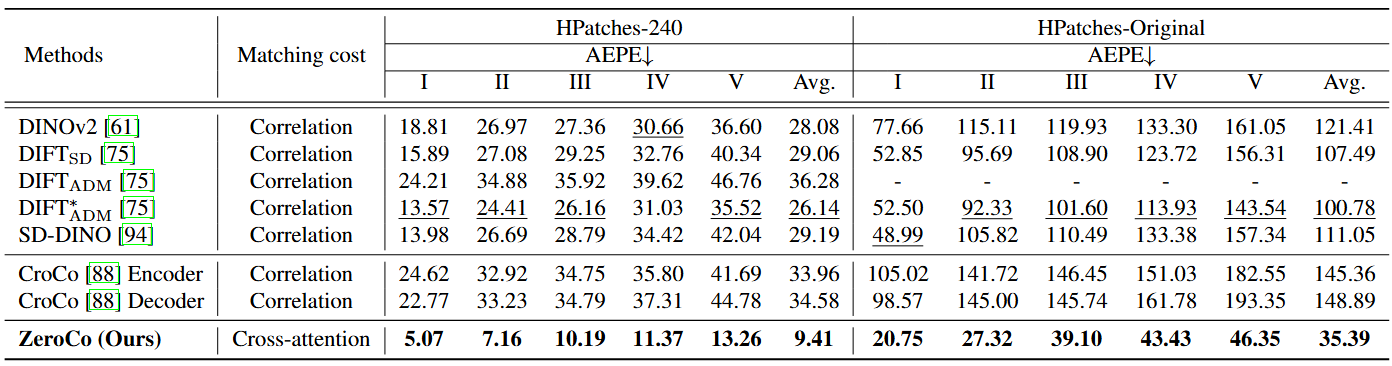 HPatches-240 HPatches-Original
Methods Matching cost AEPE↓ AEPE↓
I II III IV V Avg. I II III IV V Avg.
DINOv2 [61] Correlation 18.81 26.97 27.36 30.66 36.60 28.08 77.66 115.11 119.93 133.30 161.05 121.41
DIFT_SD [75] Correlation 15.89 27.08 29.25 32.76 40.34 29.06 52.85 95.69 108.90 123.72 156.31 107.49
DIFT_ADM [75] Correlation 24.21 34.88 35.92 39.62 46.76 36.28 - - - - - -
DIFT*_ADM [75] Correlation 13.57 24.41 26.16 31.03 35.52 26.14 52.50 92.33 101.60 113.93 143.54 100.78
SD-DINO [94] Correlation 13.98 26.69 28.79 34.42 42.04 29.19 48.99 105.82 110.49 133.38 157.34 111.05
CroCo [88] Encoder Correlation 24.62 32.92 34.75 35.80 41.69 33.96 105.02 141.72 146.45 151.03 182.55 145.36
CroCo [88] Decoder Correlation 22.77 33.23 34.79 37.31 44.78 34.58 98.57 145.00 145.74 161.78 193.35 148.89
ZeroCo (Ours) Cross-attention 5.07 7.16 10.19 11.37 13.26 9.41 20.75 27.32 39.10 43.43 46.35 35.39